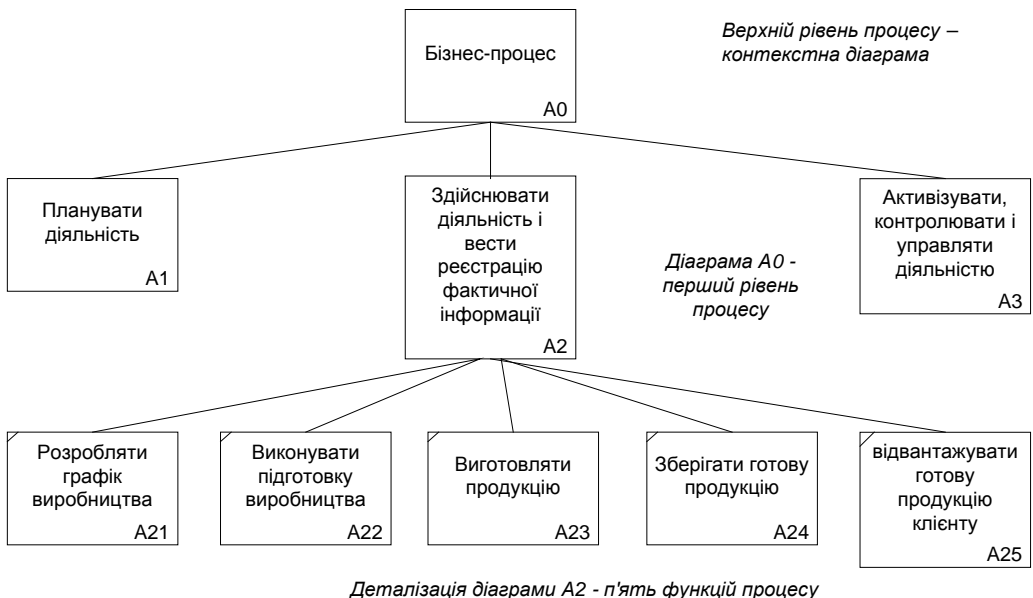 Бізнес-процес
A0
Верхній рівень процесу –
контекстна діаграма
Планувати
діяльність
A1
Здійснювати
діяльність і
вести
реєстрацію
фактичної
інформації
A2
Діаграма А0 -
перший рівень
процесу
Активізувати,
контролювати і
управляти
діяльністю
A3
Розробляти
графік
виробництва
A21
Виконувати
підготовку
виробництва
A22
Виготовляти
продукцію
A23
Зберігати готову
продукцію
A24
відвантажувати
готову
продукцію
клієнту
A25
Деталізація діаграми А2 - п'ять функцій процесу